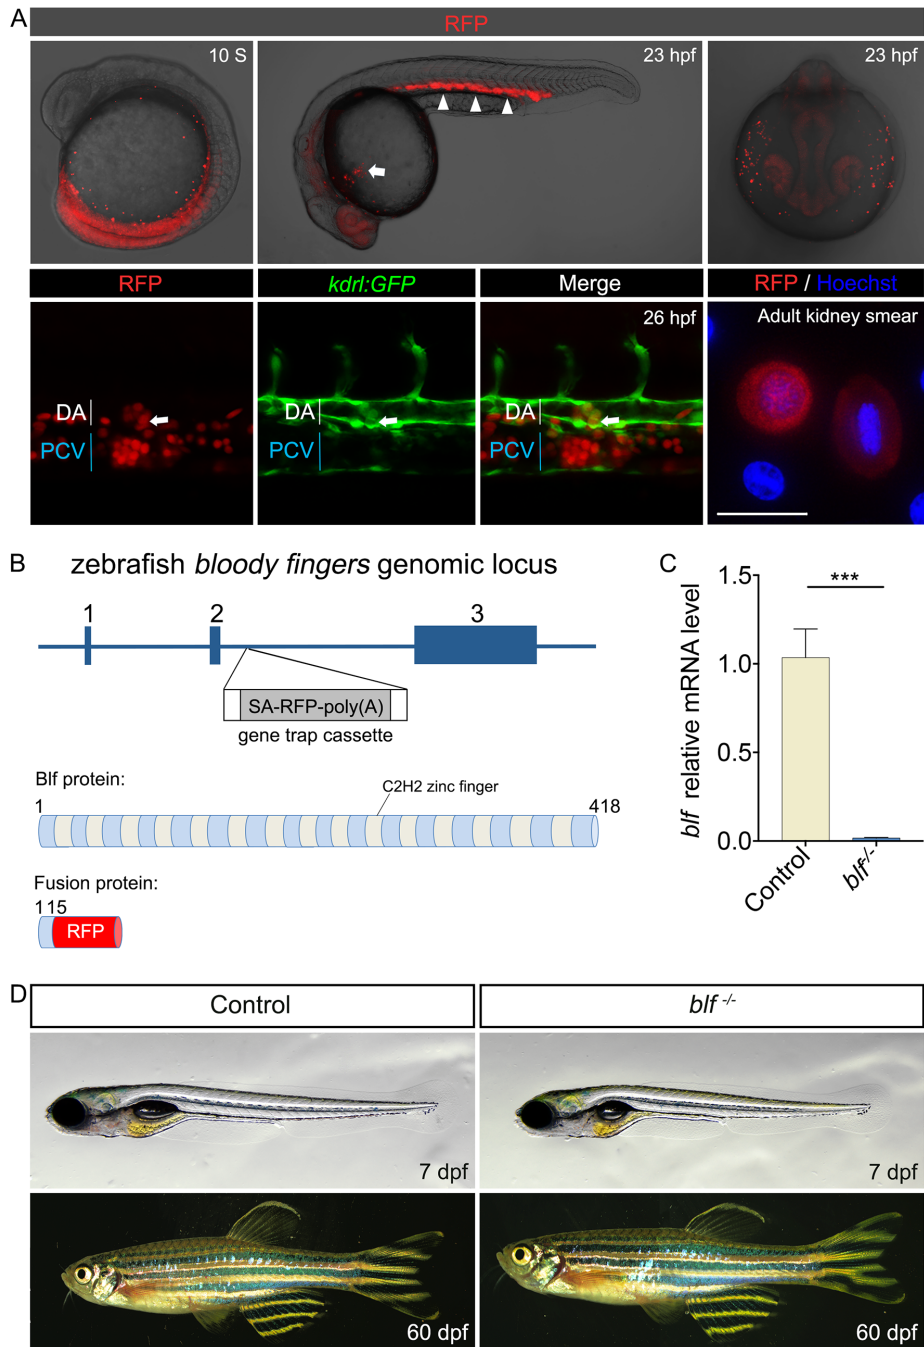 A
RFP
10 S
23 hpf
23 hpf
RFP
kdrl:GFP
Merge
RFP / Hoechst
26 hpf
Adult kidney smear
DA
DA
DA
PCV
PCV
PCV
B
zebrafish bloody fingers genomic locus
1
2
3
SA-RFP-poly(A)
gene trap cassette
Blf protein:
C2H2 zinc finger
1
418
Fusion protein:
1 15
RFP
C
blf relative mRNA level
1.5
1.0
0.5
0.0
***
Control
blf-/-
D
Control
blf -/-
7 dpf
7 dpf
60 dpf
60 dpf